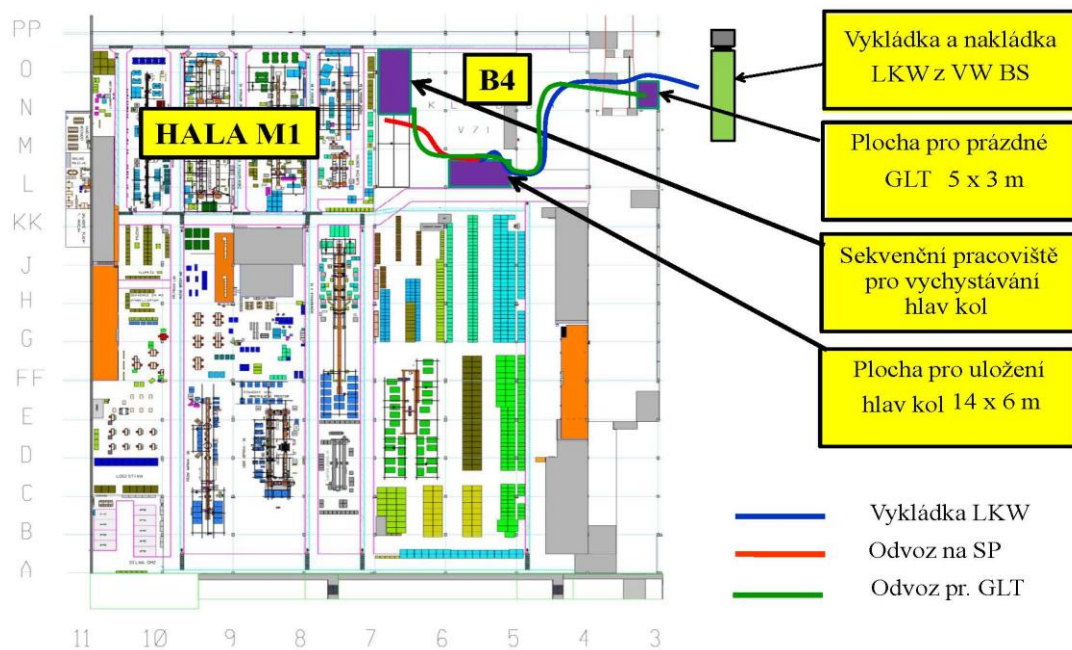 PP
O
N
M
L
KK
J
H
G
FF
E
D
C
B
A
11
10
9
8
7
6
5
4
3
HALA M1
B4
Vykládka a nakládka
LKW z VW BS
Plocha pro prázdné
GLT 5 x 3 m
Sekvenční pracoviště
pro vychystávání
hlav kol
Plocha pro uložení
hlav kol 14 x 6 m
Vykládka LKW
Odvoz na SP
Odvoz pr. GLT